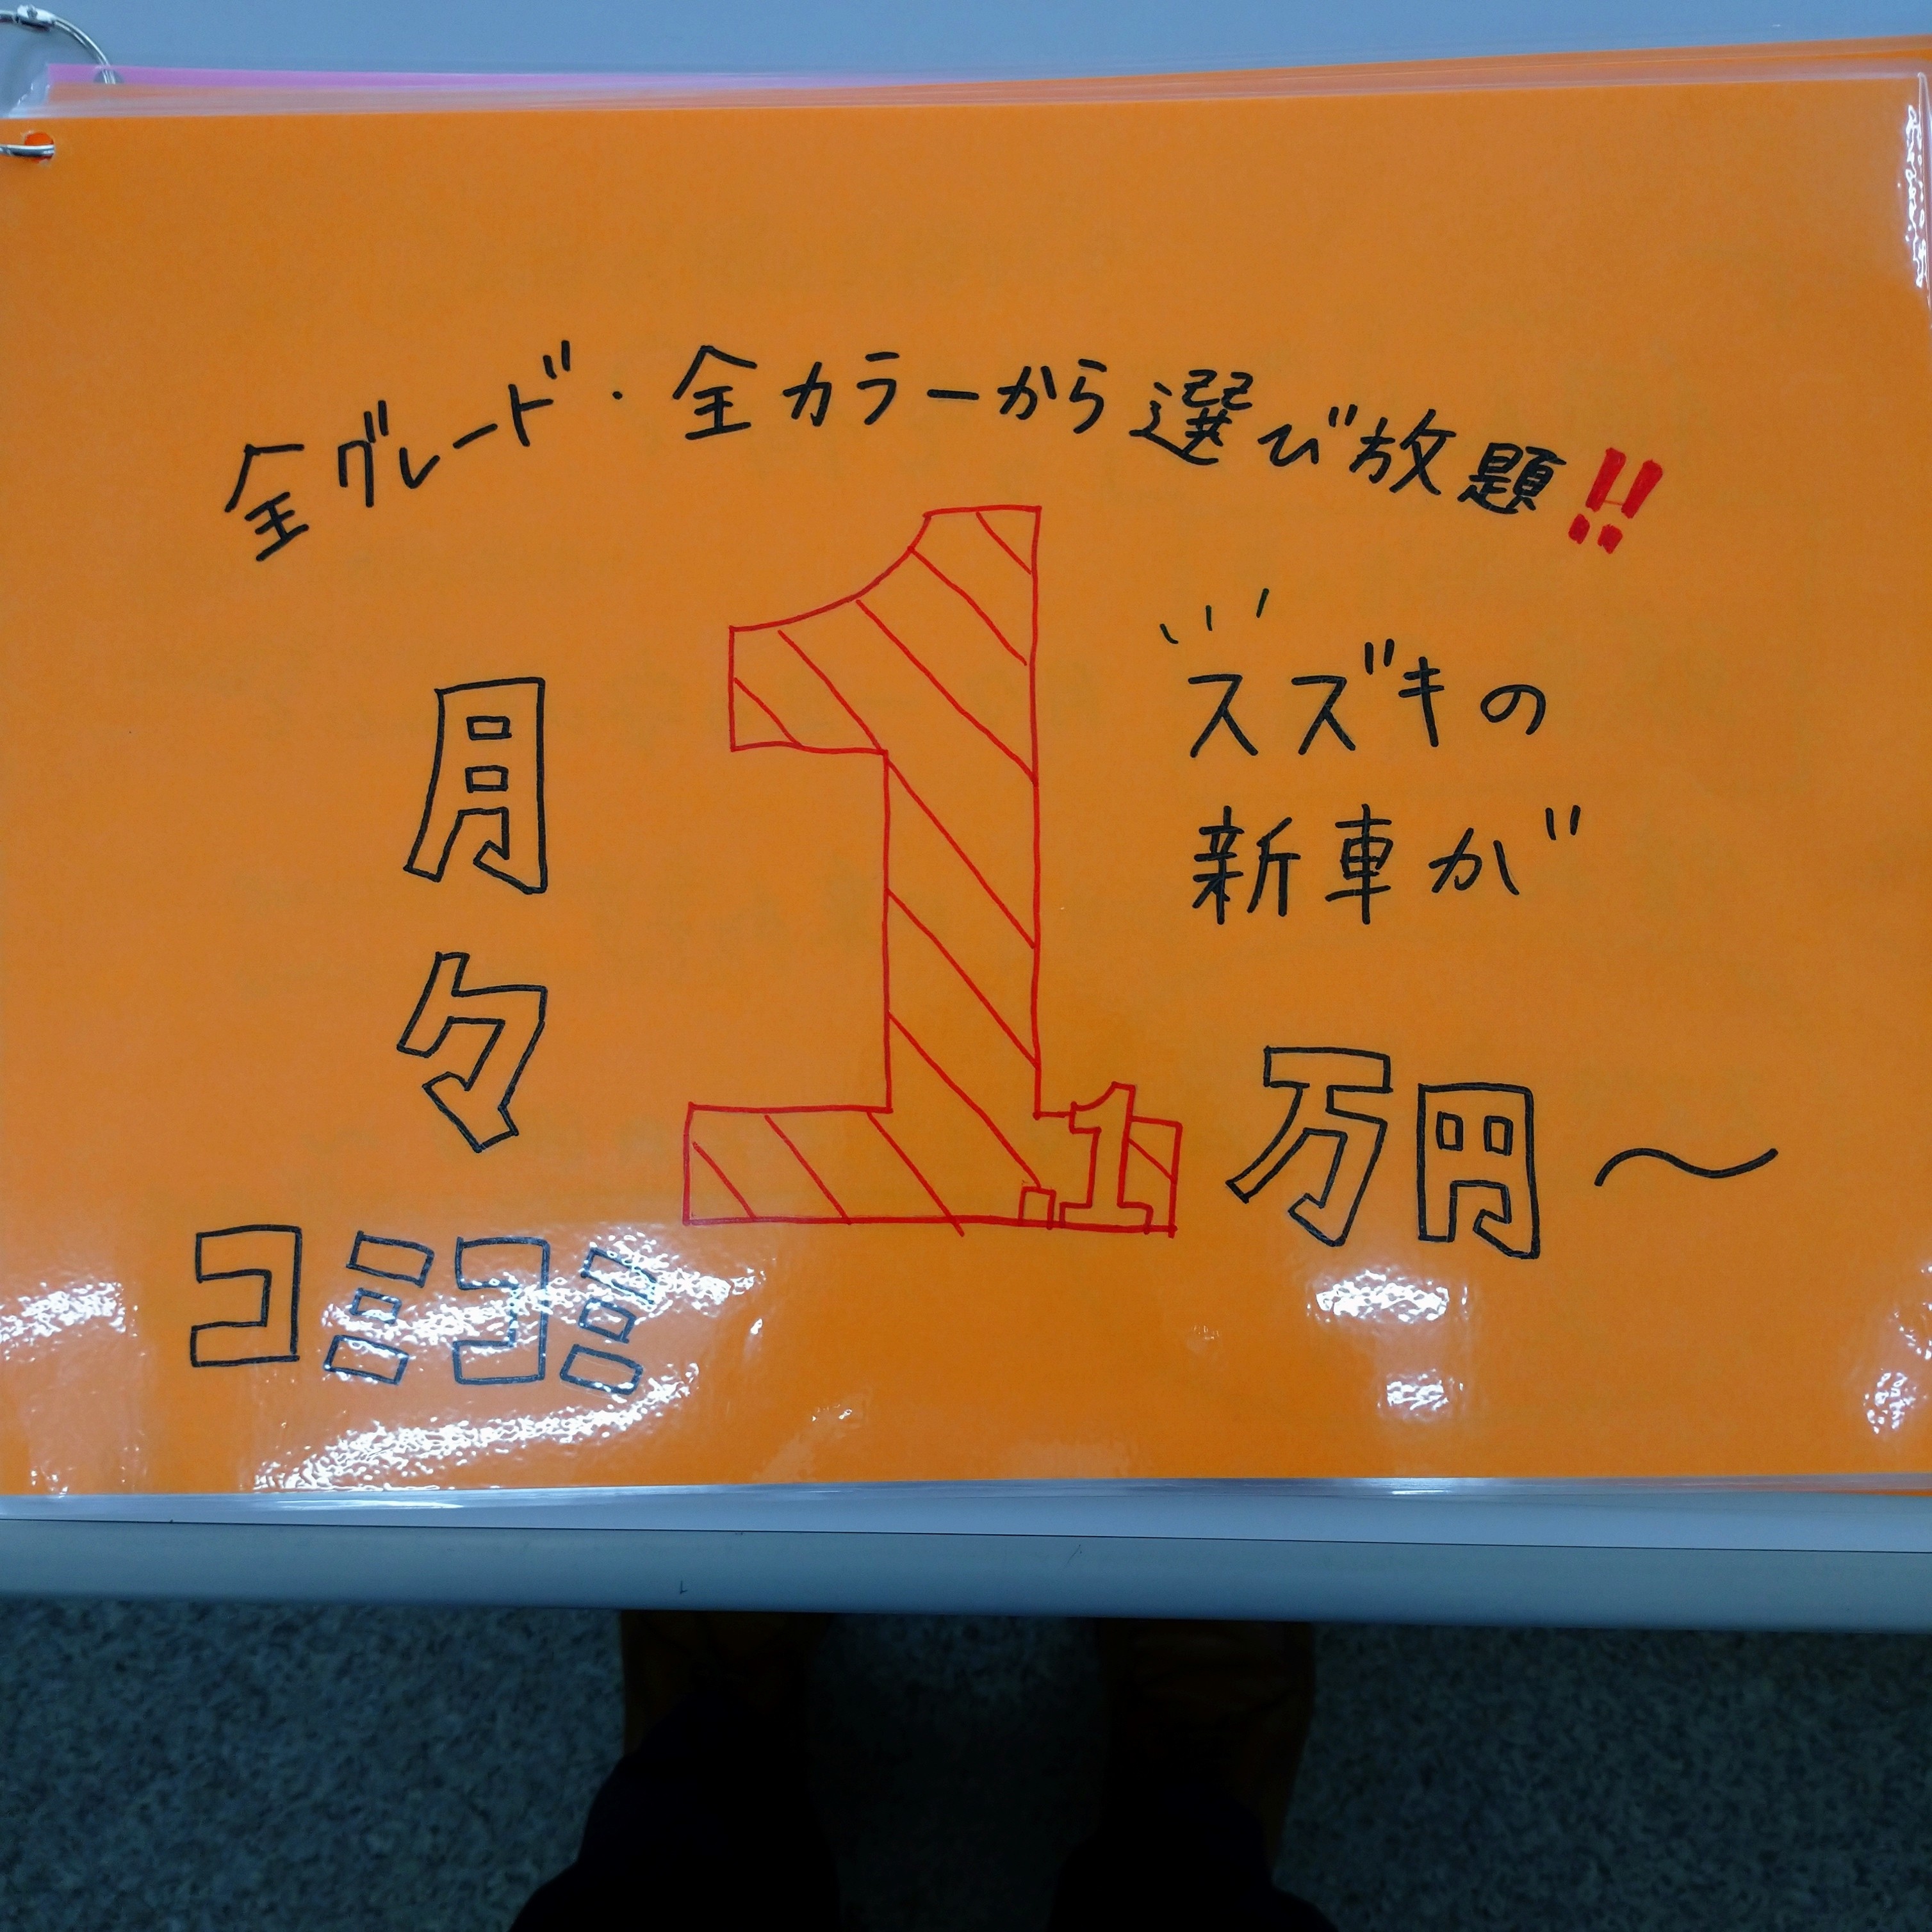 全グレード・全カラーから選び放題!!
スズキの
新車が
月々1.1万円〜
コミコミ